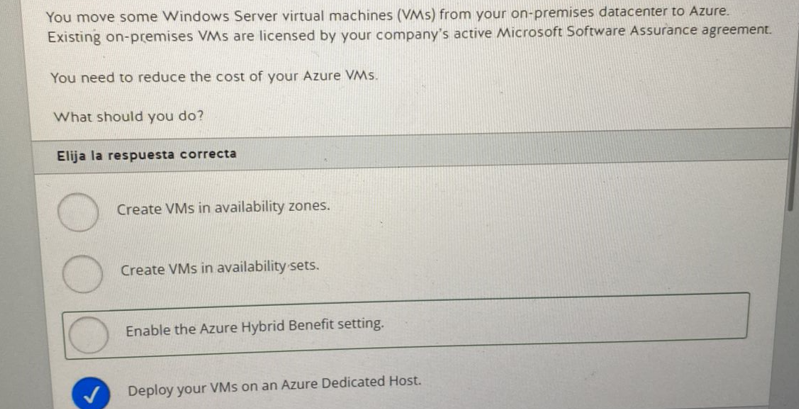 You move some Windows Server virtual machines (VMs) from your on-premises datacenter to Azure.
Existing on-premises VMs are licensed by your company's active Microsoft Software Assurance agreement.
You need to reduce the cost of your Azure VMs.
What should you do?
Elija la respuesta correcta
Create VMs in availability zones.
Create VMs in availability sets.
Enable the Azure Hybrid Benefit setting.
Deploy your VMs on an Azure Dedicated Host.